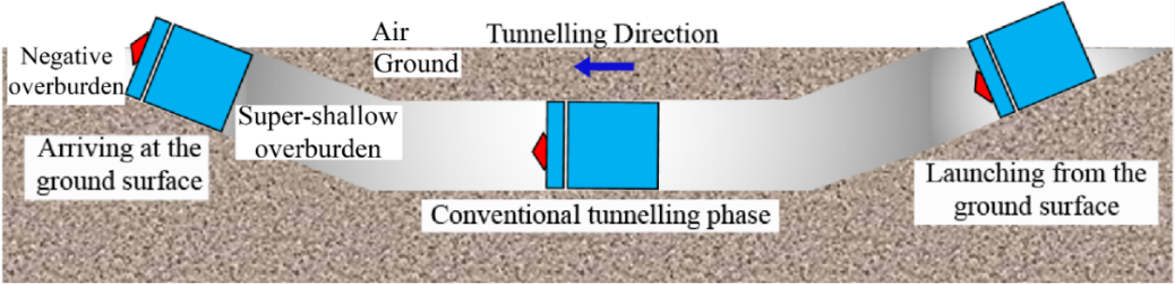 Air
Tunnelling Direction
Ground
Negative
overburden
Super-shallow
overburden
Arriving at the
ground surface
Conventional tunnelling phase
Launching from the
ground surface